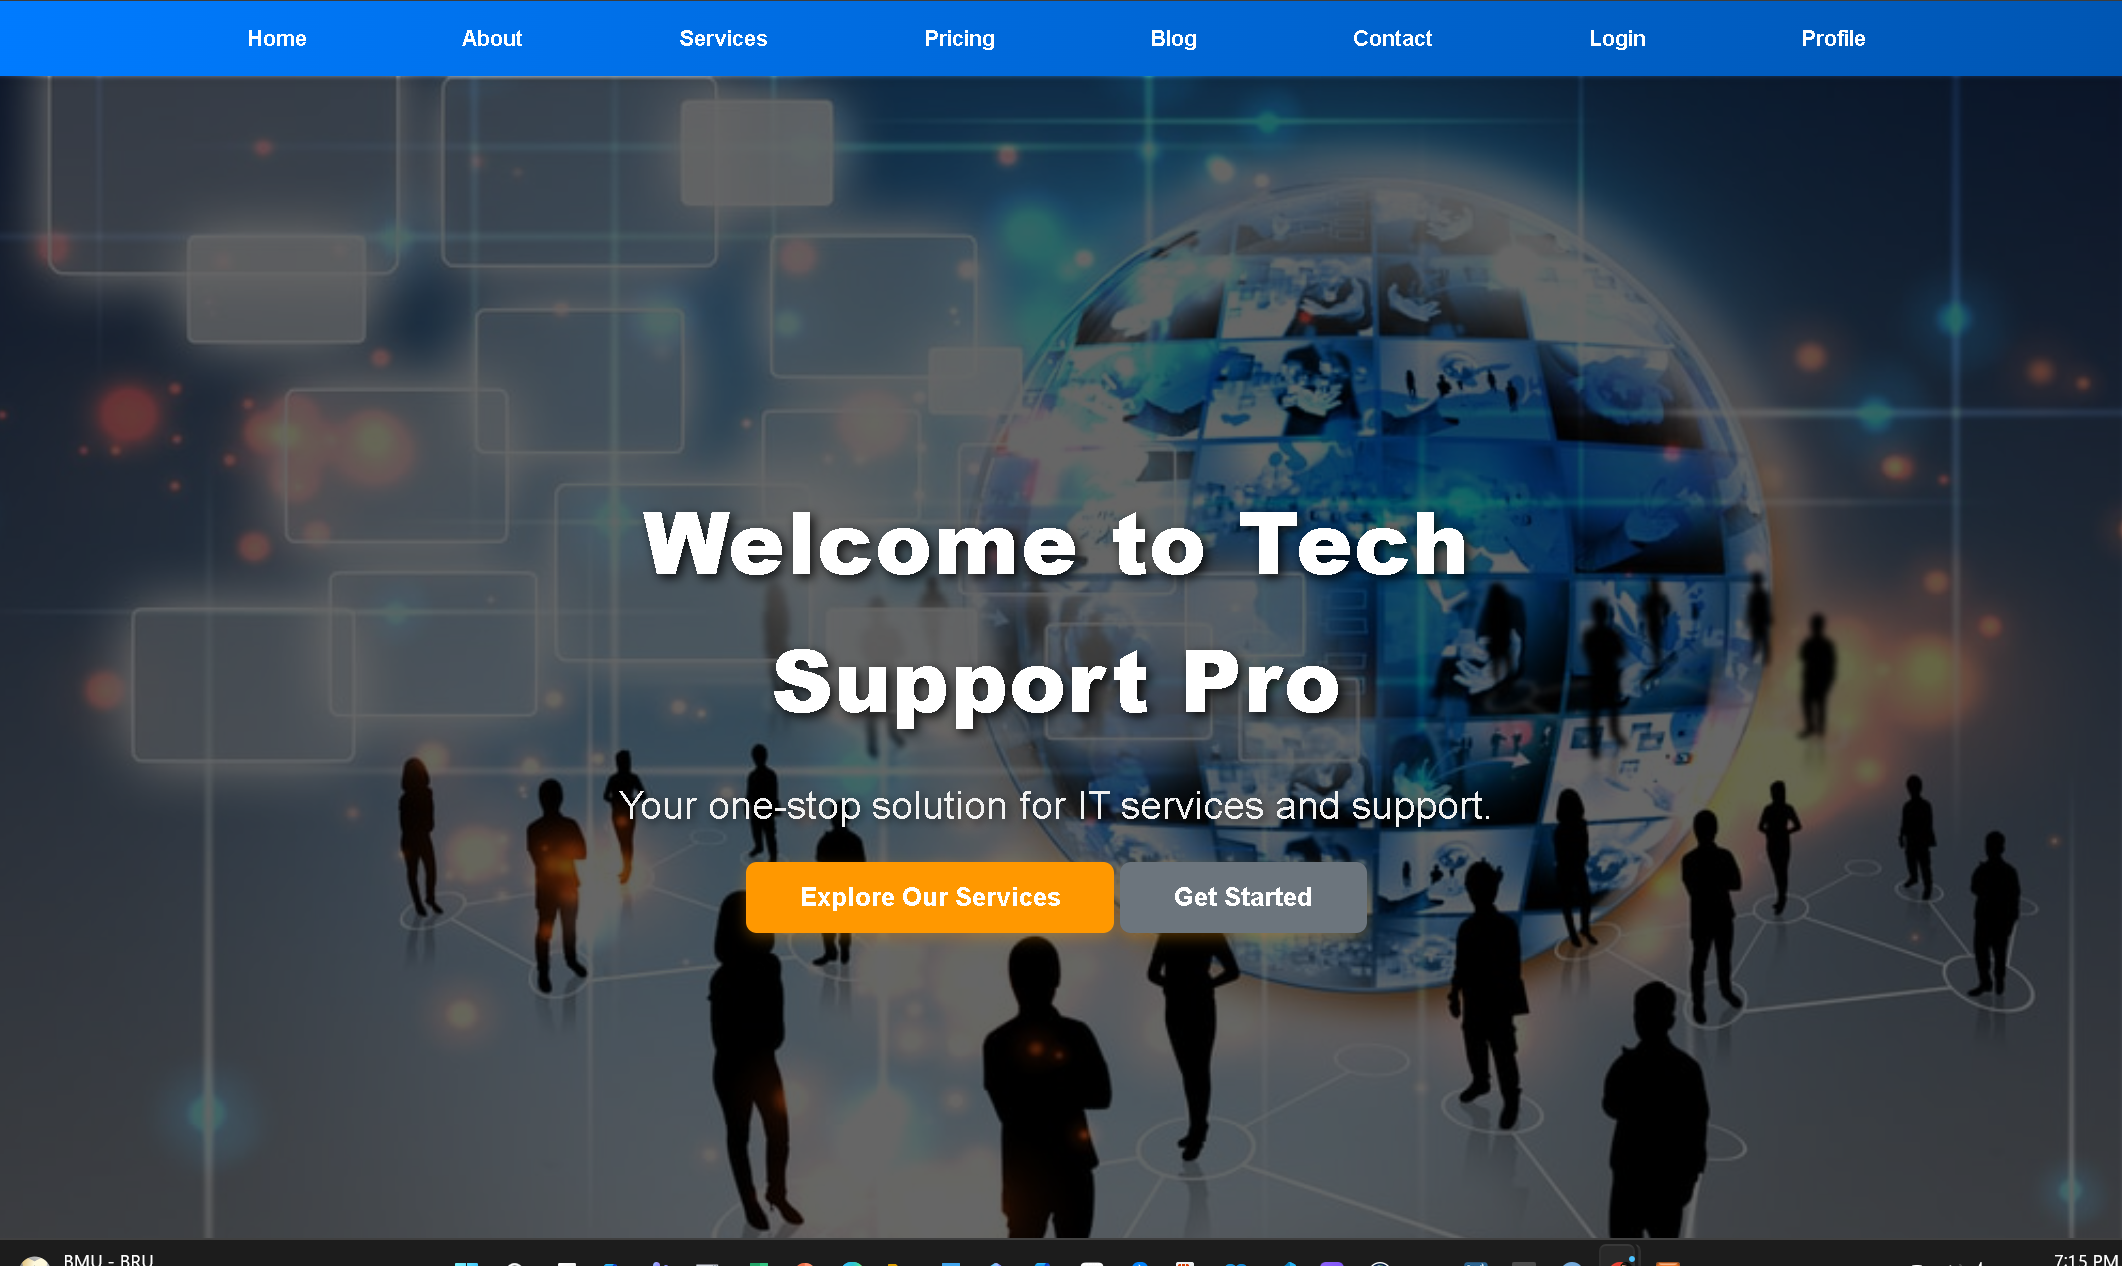 Home About Services Pricing Blog Contact Login Profile
Welcome to Tech
Support Pro
Your one-stop solution for IT services and support.
Explore Our Services Get Started
BMU - BRU
7:15 PM